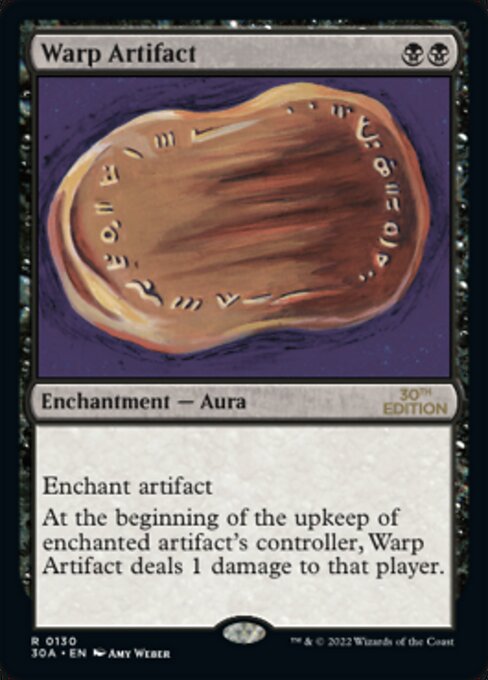 Warp Artifact
Enchantment — Aura
30TH
EDITION
Enchant artifact
At the beginning of the upkeep of
enchanted artifact's controller, Warp
Artifact deals 1 damage to that player.
R 0130
30A • EN Amy Weber
™ & © 2022 Wizards of the Coast